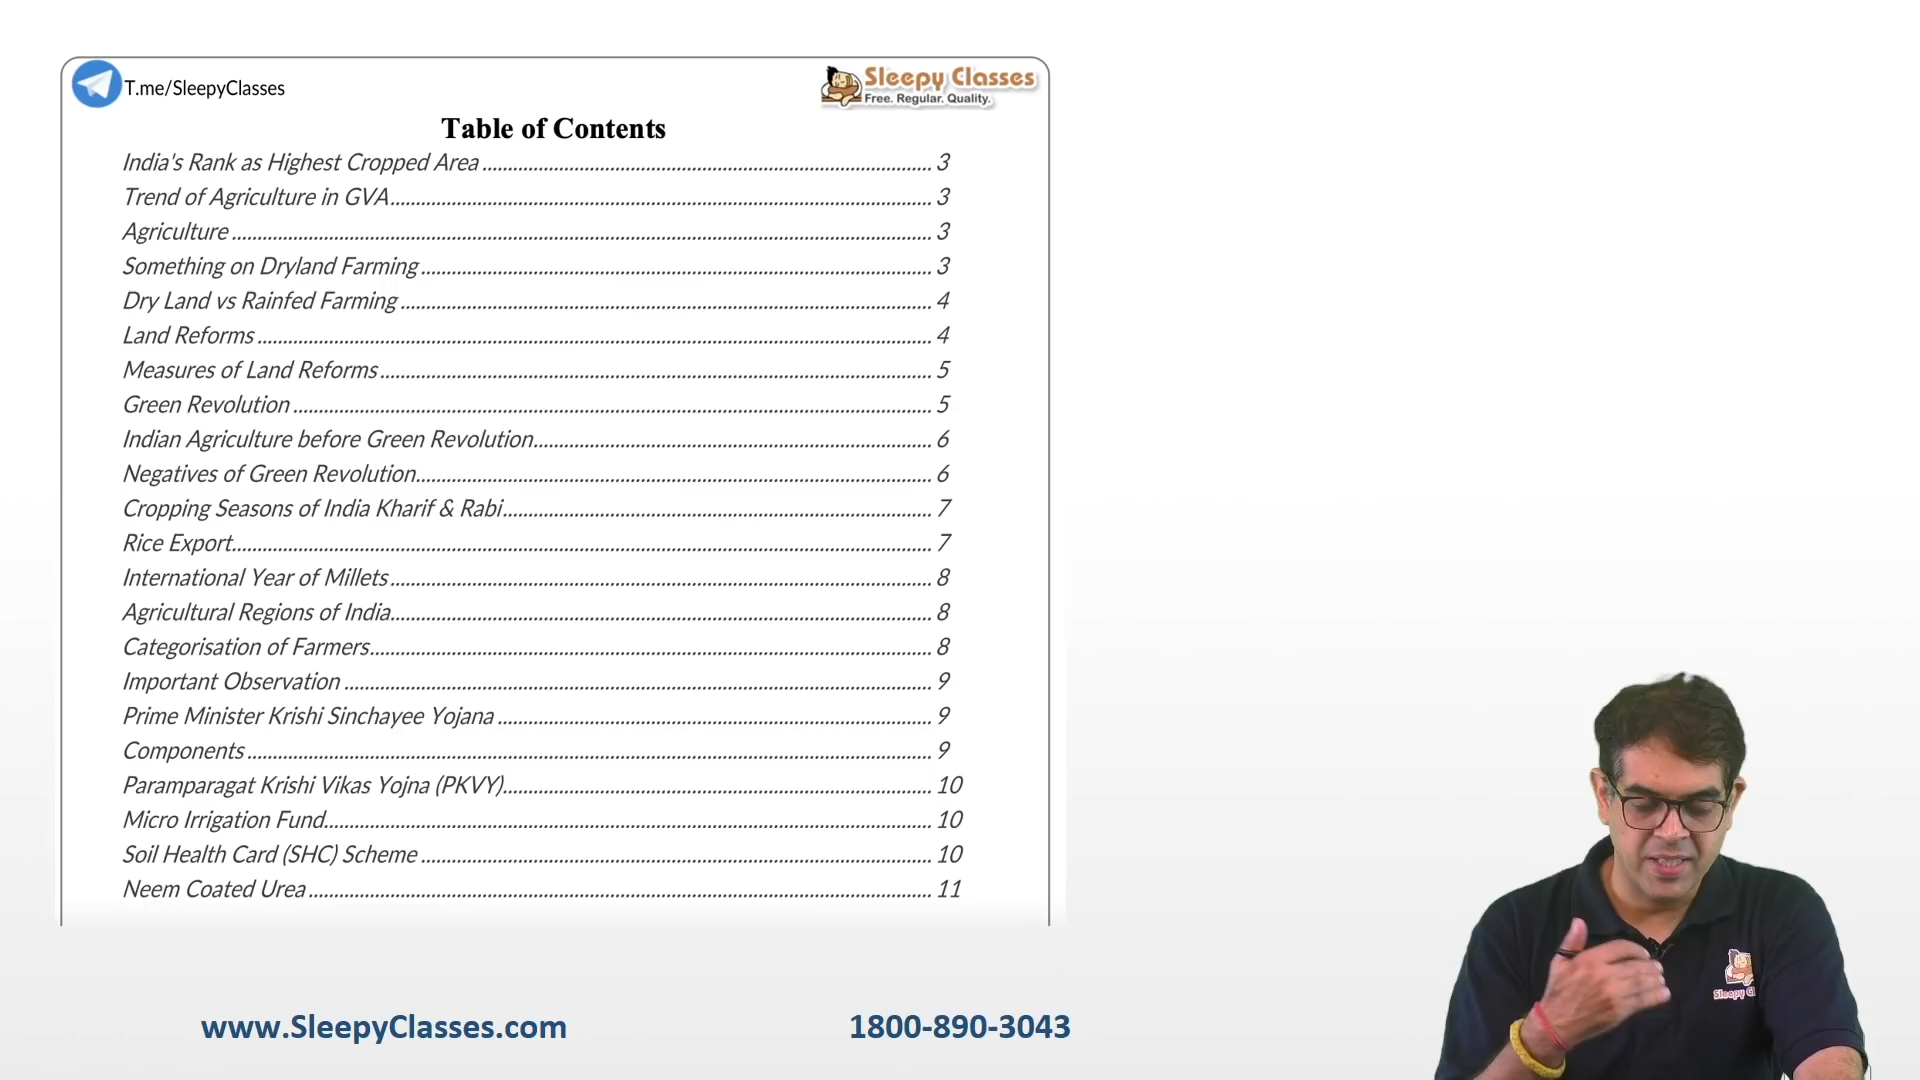 T.me/SleepyClasses
Sleepy Classes
Free. Regular. Quality.
Table of Contents
India's Rank as Highest Cropped Area 3
Trend of Agriculture in GVA 3
Agriculture 3
Something on Dryland Farming 3
Dry Land vs Rainfed Farming 4
Land Reforms 4
Measures of Land Reforms 5
Green Revolution 5
Indian Agriculture before Green Revolution 6
Negatives of Green Revolution 6
Cropping Seasons of India Kharif & Rabi 7
Rice Export 7
International Year of Millets 8
Agricultural Regions of India 8
Categorisation of Farmers 8
Important Observation 9
Prime Minister Krishi Sinchayee Yojana 9
Components 9
Paramparagat Krishi Vikas Yojna (PKVY) 10
Micro Irrigation Fund 10
Soil Health Card (SHC) Scheme 10
Neem Coated Urea 11
Sleepy
www.SleepyClasses.com
1800-890-3043